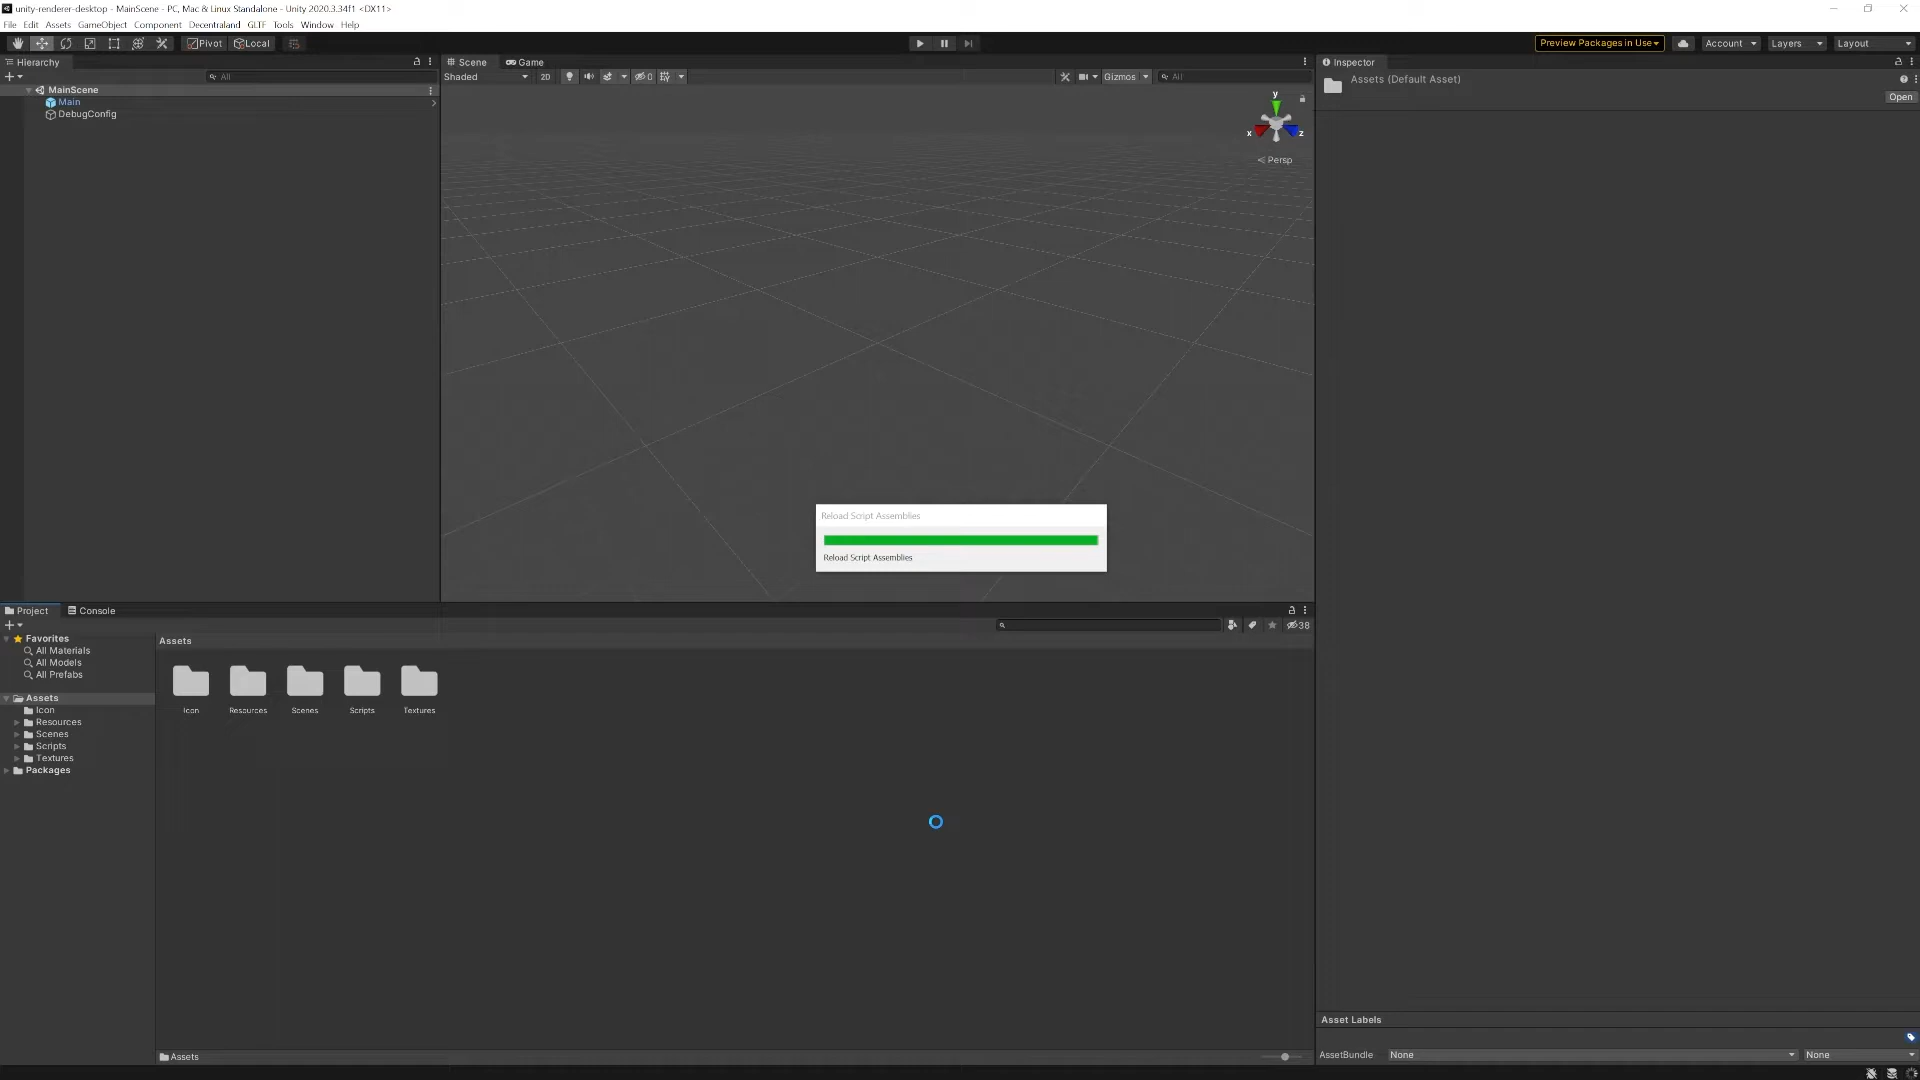 unity-renderer-desktop - MainScene - PC, Mac & Linux Standalone - Unity 2020.3.34f1 <DX11>
File Edit Assets GameObject Component Decentraland GLTF Tools Window Help
Pivot Local Preview Packages in Use Account Layers Layout
Hierarchy
All
MainScene
Main
DebugConfig
Scene Game
Shaded 2D 0 Gizmos All
y
x z
< Persp
Reload Script Assemblies
Reload Script Assemblies
Inspector
Assets (Default Asset)
Open
Project Console
38
Favorites
All Materials
All Models
All Prefabs
Assets
Icon
Resources
Scenes
Scripts
Textures
Packages
Assets
Icon Resources Scenes Scripts Textures
Assets
Asset Labels
AssetBundle None None